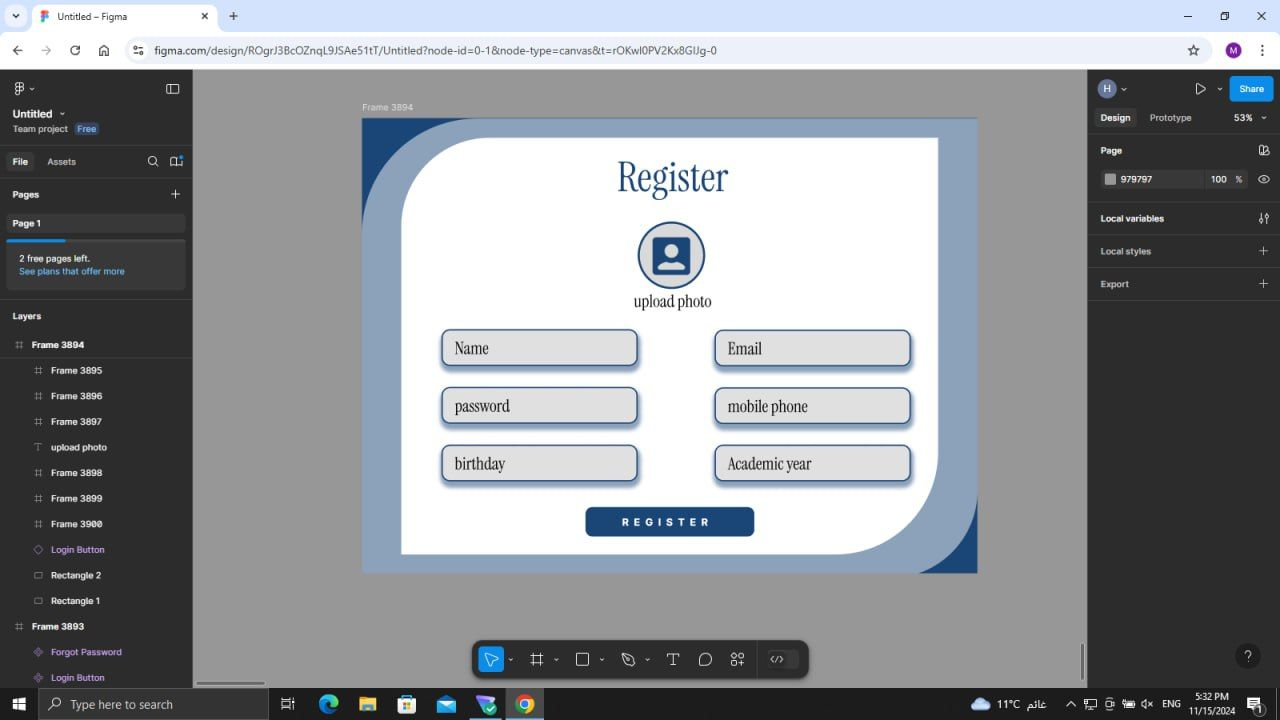 Untitled – Figma
figma.com/design/ROgrJ3BcOZnqL9JSAe51tT/Untitled?node-id=0-1&node-type=canvas&t=rOKwI0PV2Kx8GIJg-0
M
Untitled
Team project Free
File Assets
Pages
Page 1
2 free pages left.
See plans that offer more
Layers
Frame 3894
Frame 3895
Frame 3896
Frame 3897
upload photo
Frame 3898
Frame 3899
Frame 3900
Login Button
Rectangle 2
Rectangle 1
Frame 3893
Forgot Password
Login Button
Frame 3894
Register
upload photo
Name Email
password mobile phone
birthday Academic year
REGISTER
H Share
Design Prototype 53%
Page
979797 100 %
Local variables
Local styles
Export
?
Type here to search
11°C غائم
ENG
5:32 PM
11/15/2024
1